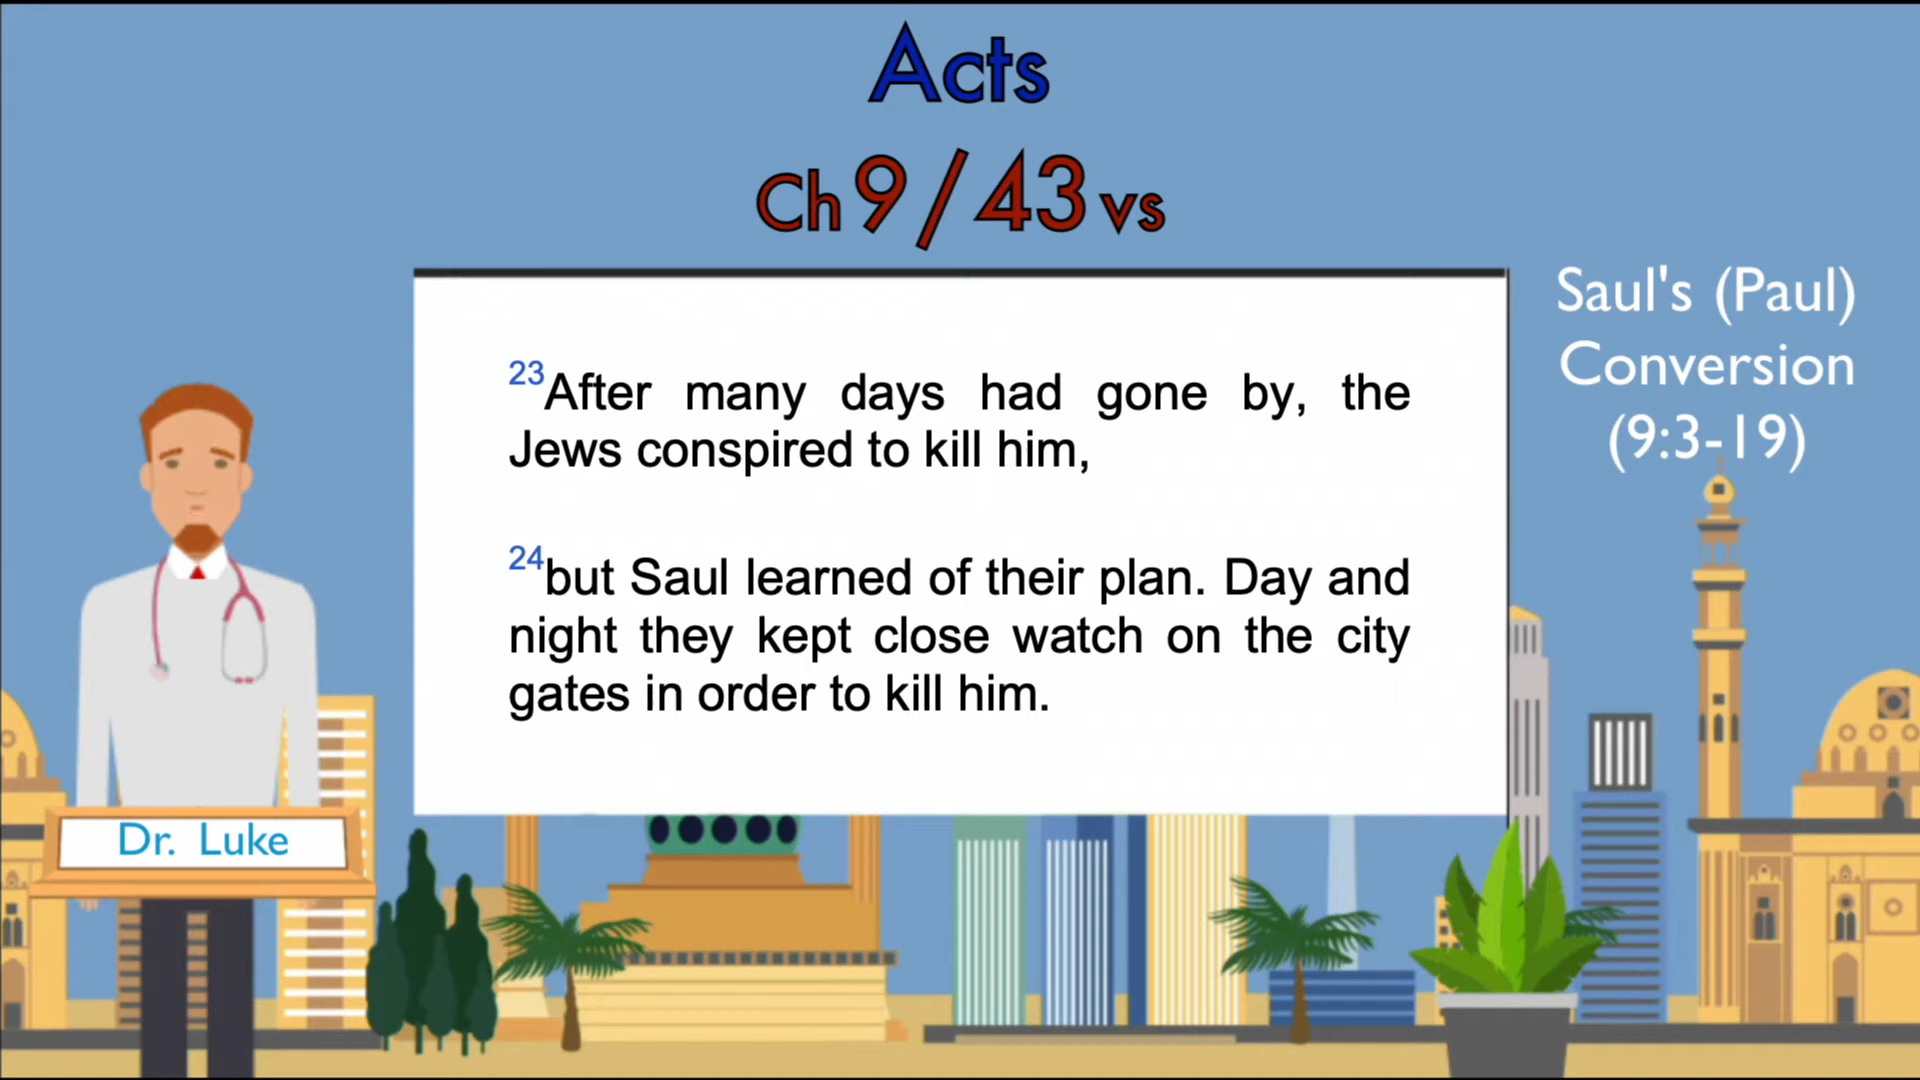 Acts
Ch 9/43 vs
Saul's (Paul)
Conversion
(9:3-19)
23After many days had gone by, the
Jews conspired to kill him,
24but Saul learned of their plan. Day and
night they kept close watch on the city
gates in order to kill him.
Dr. Luke